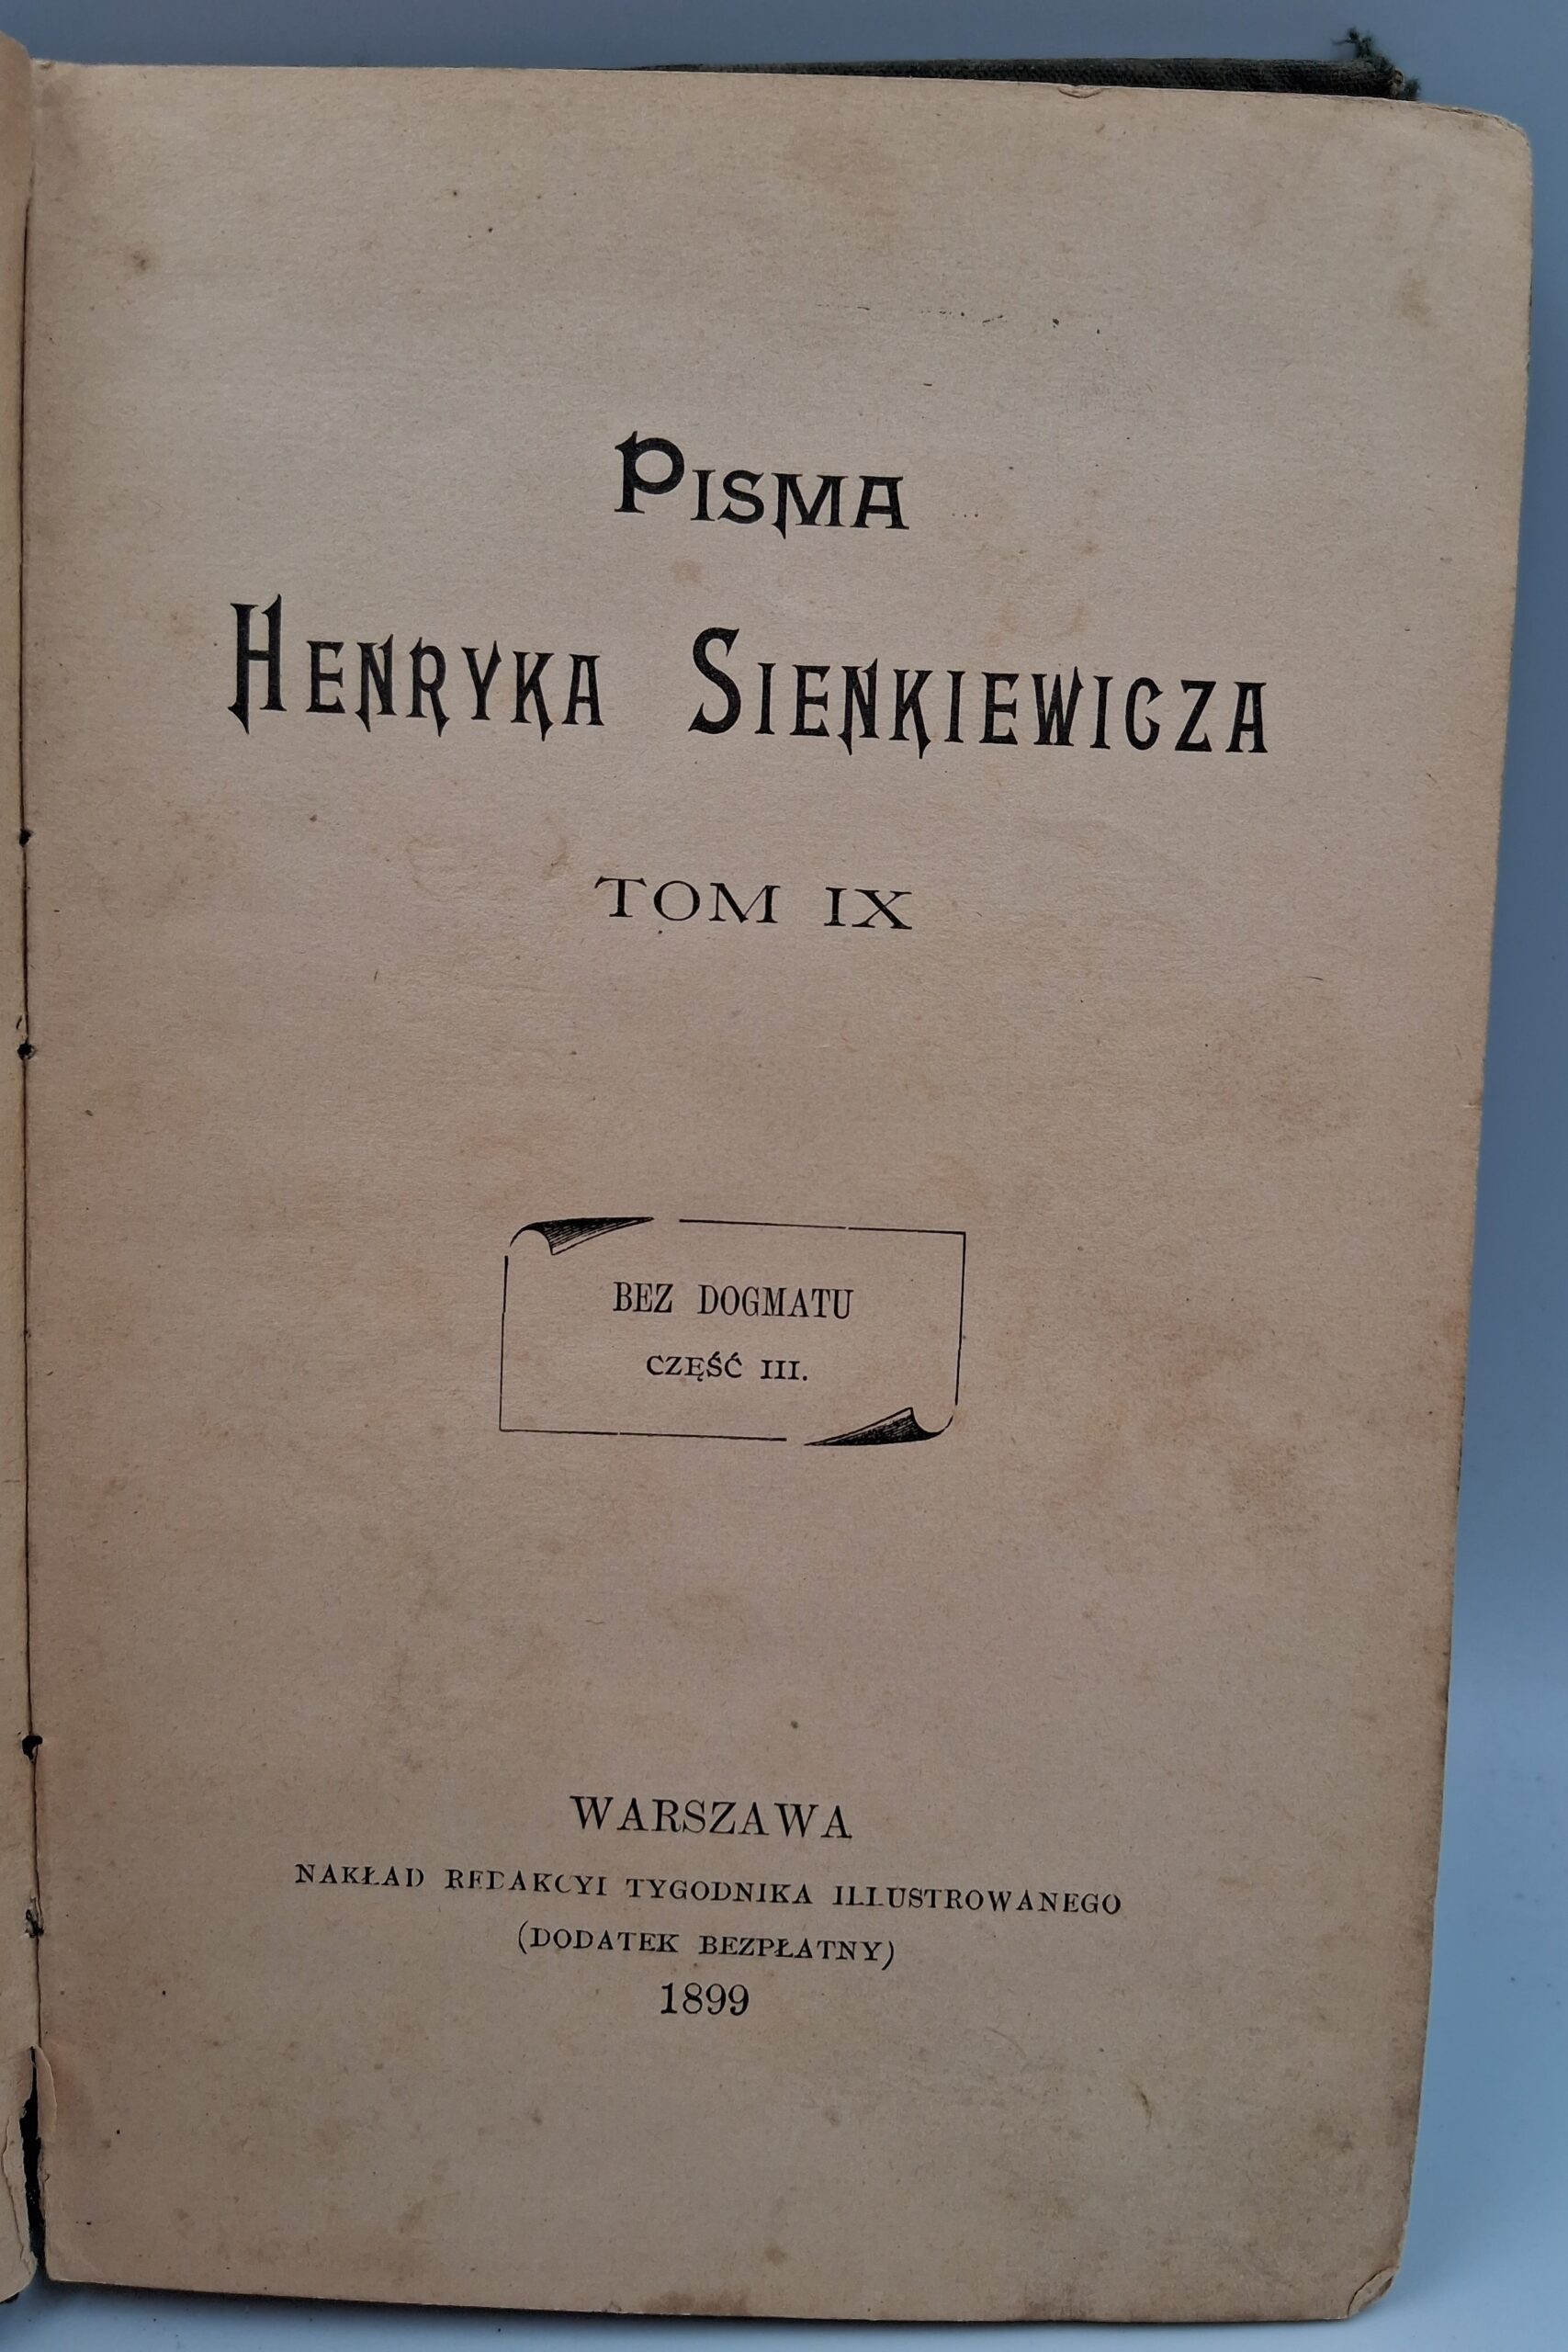 PISMA
HENRYKA SIENKIEWICZA
TOM IX
BEZ DOGMATU
CZĘŚĆ III.
WARSZAWA
NAKŁAD REDAKCYI TYGODNIKA ILLUSTROWANEGO
(DODATEK BEZPŁATNY)
1899